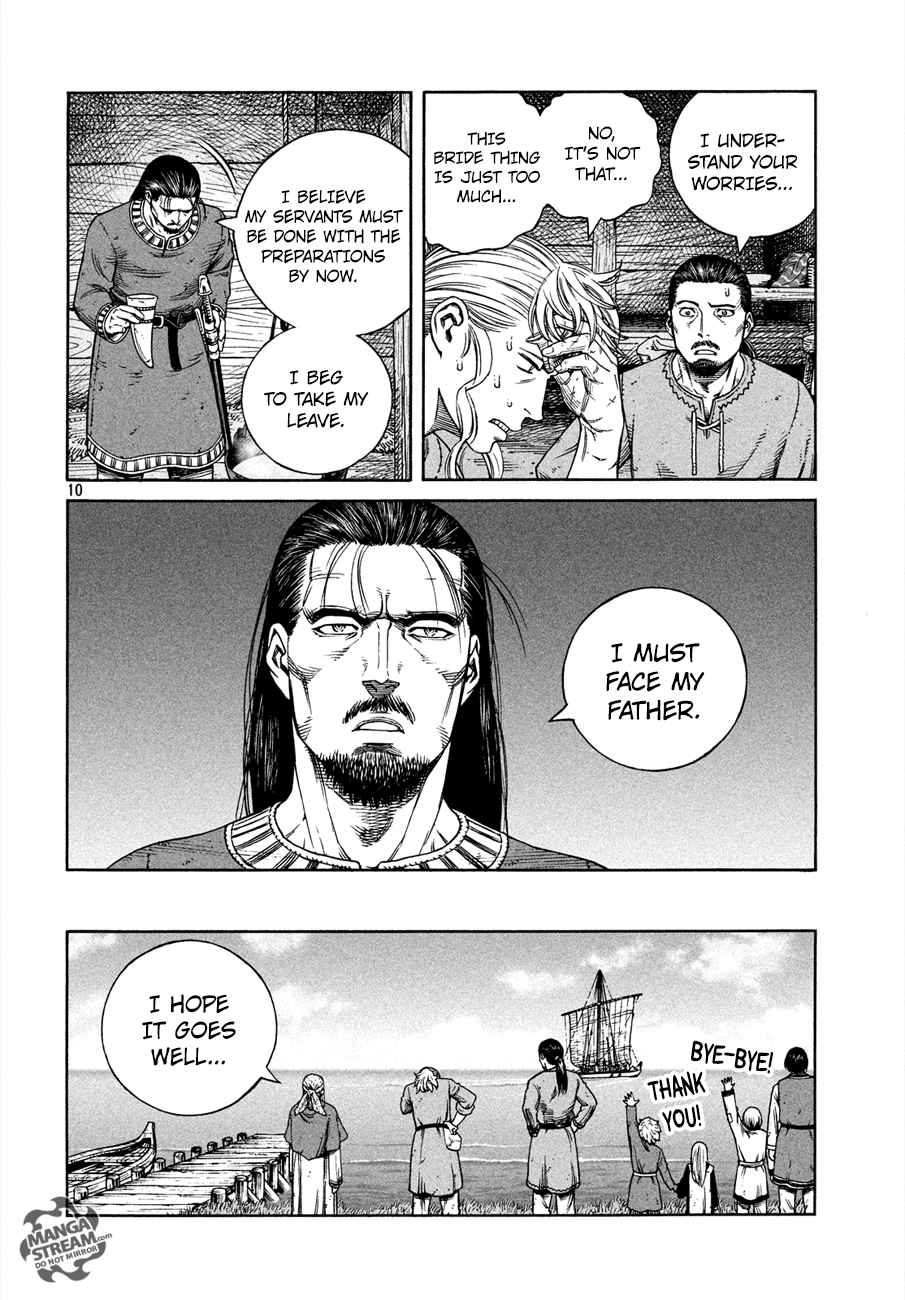 I UNDER-
STAND YOUR
WORRIES...
NO,
IT'S NOT
THAT...
THIS
BRIDE THING
IS JUST TOO
MUCH...
I BELIEVE
MY SERVANTS MUST
BE DONE WITH THE
PREPARATIONS
BY NOW.
I BEG
TO TAKE MY
LEAVE.
10
I MUST
FACE MY
FATHER.
BYE-BYE!
THANK
YOU!
I HOPE
IT GOES
WELL...
MANGA
STREAM.com
DO NOT MIRROR